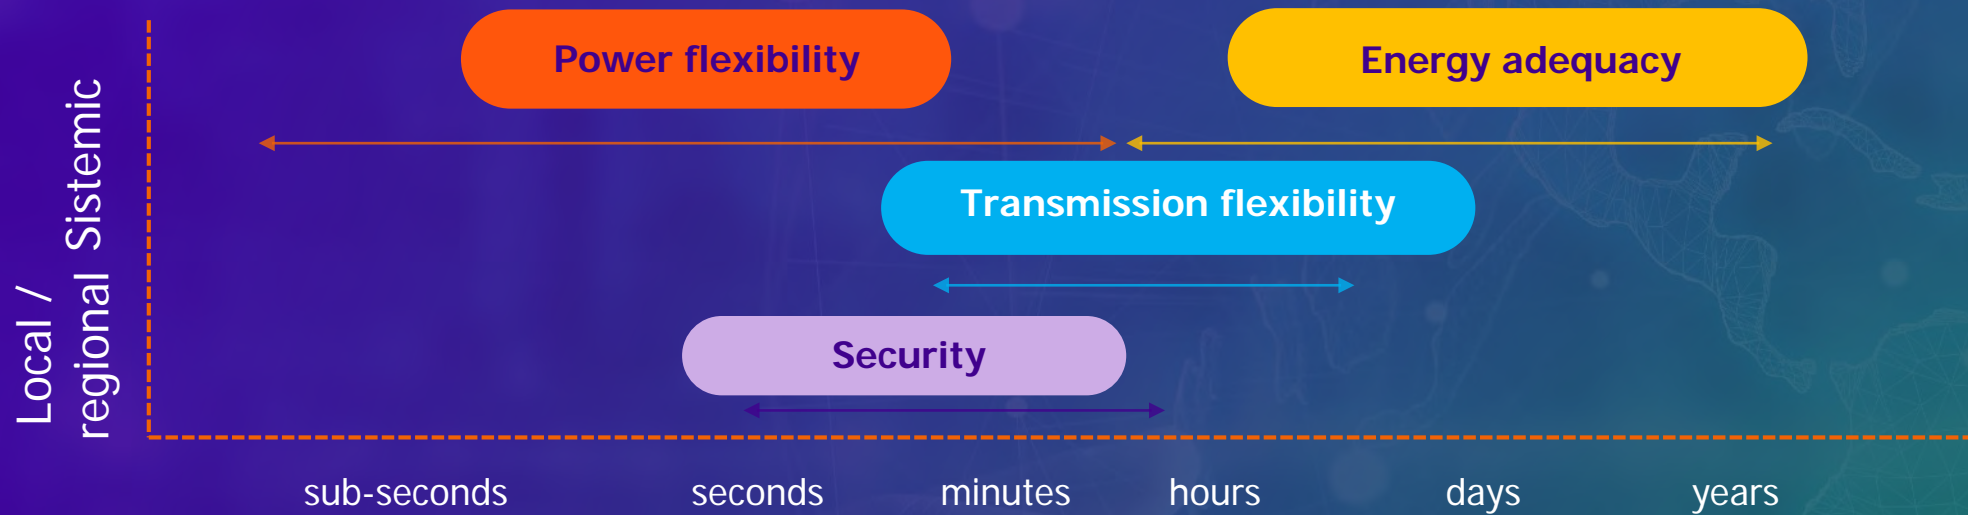 Power flexibility
Energy adequacy
Sistemic
Transmission flexibility
Local /
regional
Security
sub-seconds
seconds
minutes
hours
days
years